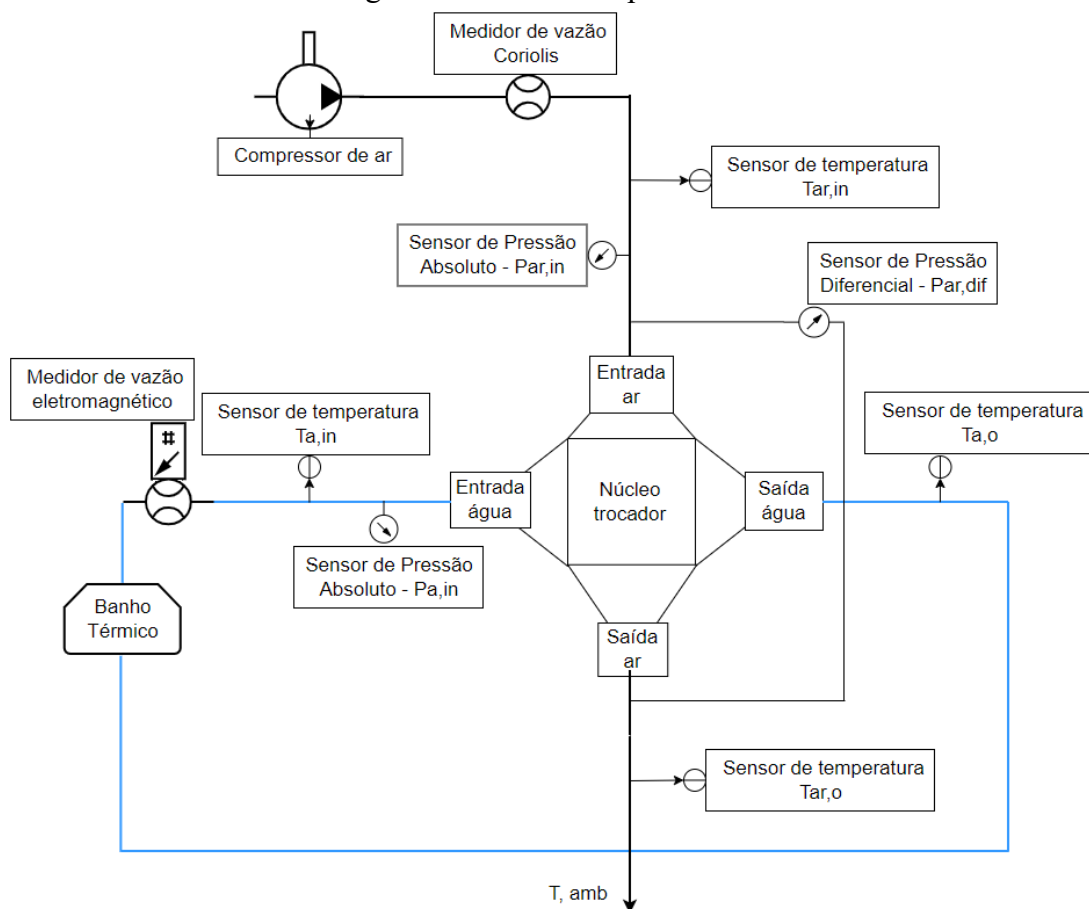 Medidor de vazão
Coriolis
Compressor de ar
Sensor de temperatura
Tar,in
Sensor de Pressão
Absoluto - Par,in
Sensor de Pressão
Diferencial - Par,dif
Medidor de vazão
eletromagnético
#
Sensor de temperatura
Ta,in
Entrada
ar
Sensor de temperatura
Ta,o
Entrada
água
Núcleo
trocador
Saída
água
Sensor de Pressão
Absoluto - Pa,in
Banho
Térmico
Saída
ar
Sensor de temperatura
Tar,o
T, amb